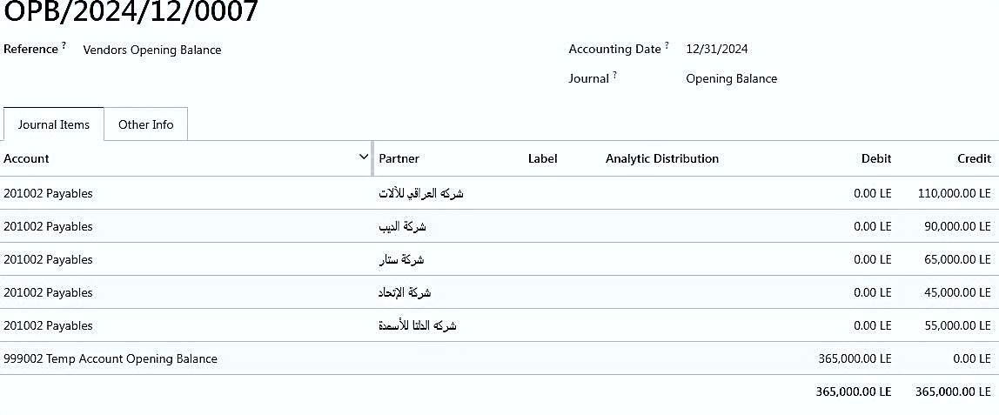 OPB/2024/12/0007
Reference ? Vendors Opening Balance
Accounting Date ? 12/31/2024
Journal ? Opening Balance
Journal Items Other Info
Account Partner Label Analytic Distribution Debit Credit
201002 Payables شركه العراقي للآلات 0.00 LE 110,000.00 LE
201002 Payables شركة الديب 0.00 LE 90,000.00 LE
201002 Payables شركة ستار 0.00 LE 65,000.00 LE
201002 Payables شركة الإتحاد 0.00 LE 45,000.00 LE
201002 Payables شركه الدلتا للأسمدة 0.00 LE 55,000.00 LE
999002 Temp Account Opening Balance 365,000.00 LE 0.00 LE
365,000.00 LE 365,000.00 LE